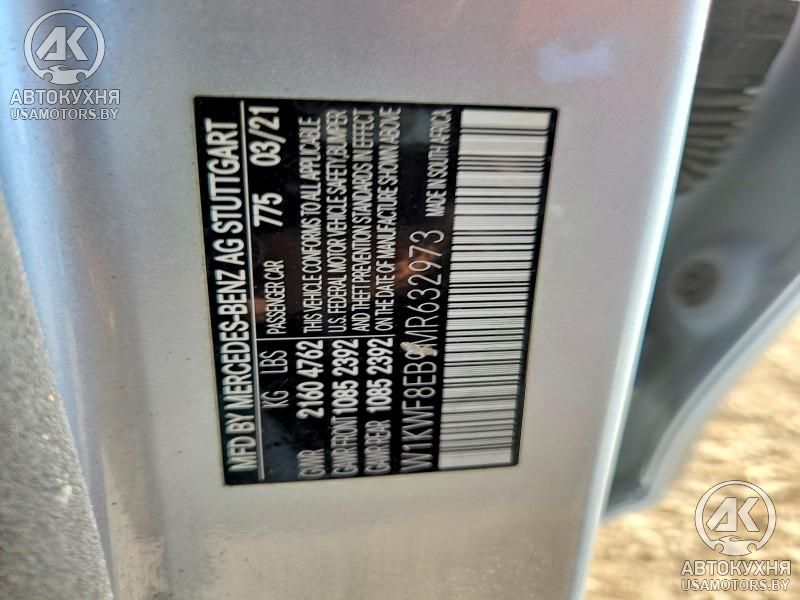 AK
АВТОКУХНЯ
USAMOTORS.BY
MFD BY MERCEDES-BENZ AG STUTTGART
KG LBS PASSENGER CAR 775 03/21
GVWR 2160 4762 THIS VEHICLE CONFORMS TO ALL APPLICABLE
GAWR FRONT 1085 2392 U.S. FEDERAL MOTOR VEHICLE SAFETY, BUMPER
AND THEFT PREVENTION STANDARDS IN EFFECT
GAWR REAR 1085 2392 ON THE DATE OF MANUFACTURE SHOWN ABOVE
W1KWF8EB9MR632973 MADE IN SOUTH AFRICA
AK
АВТОКУХНЯ
USAMOTORS.BY